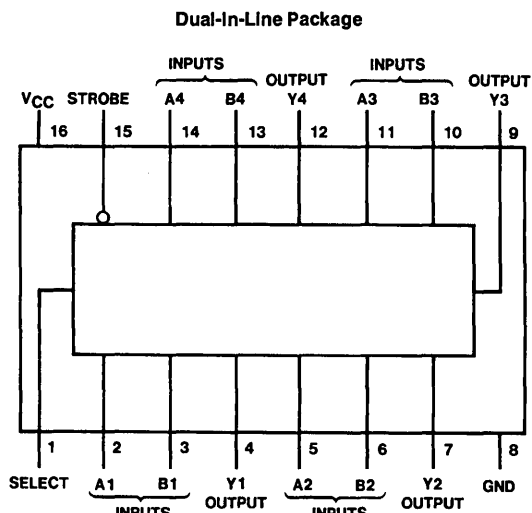 Dual-In-Line Package
INPUTS INPUTS
OUTPUT OUTPUT
VCC STROBE A4 B4 Y4 A3 B3 Y3
16 15 14 13 12 11 10 9
1 2 3 4 5 6 7 8
SELECT A1 B1 Y1 A2 B2 Y2 GND
OUTPUT OUTPUT
INPUTS INPUTS